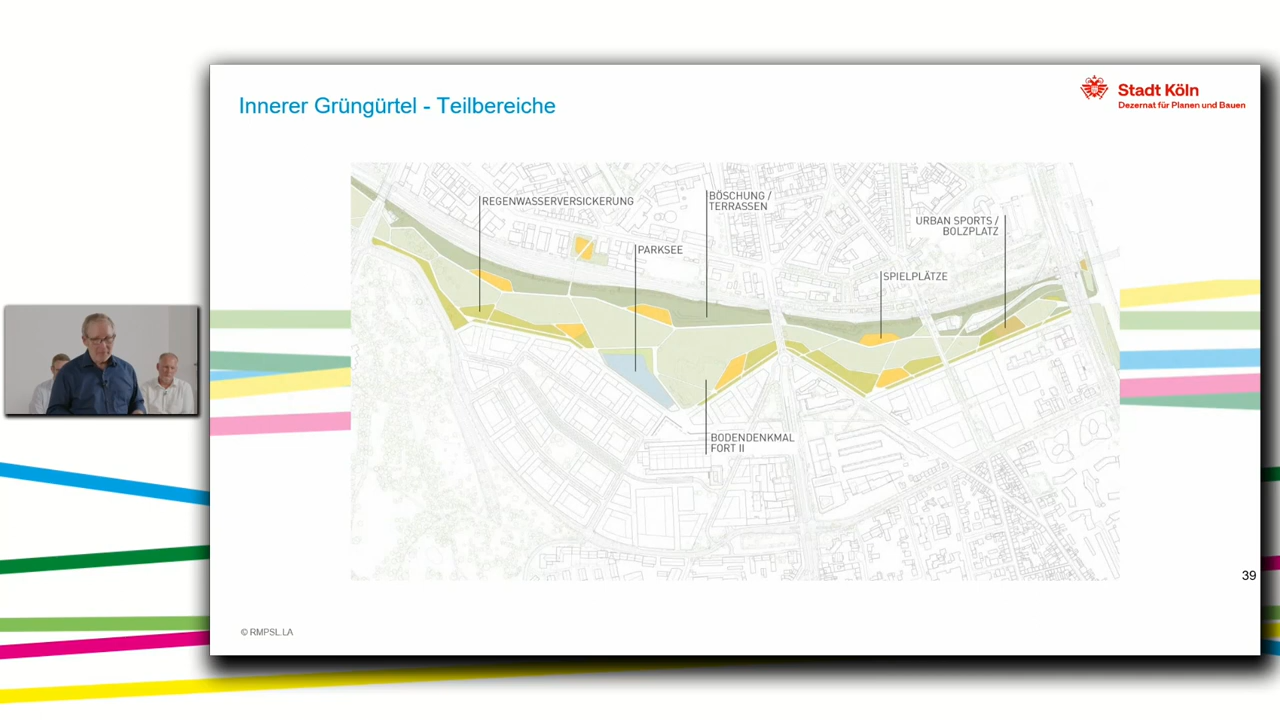 Innerer Grüngürtel - Teilbereiche
Stadt Köln
Dezernat für Planen und Bauen
REGENWASSERVERSICKERUNG
BÖSCHUNG /
TERRASSEN
URBAN SPORTS /
BOLZPLATZ
PARKSEE
SPIELPLÄTZE
BODENDENKMAL
FORT II
39
© RMPSL.LA